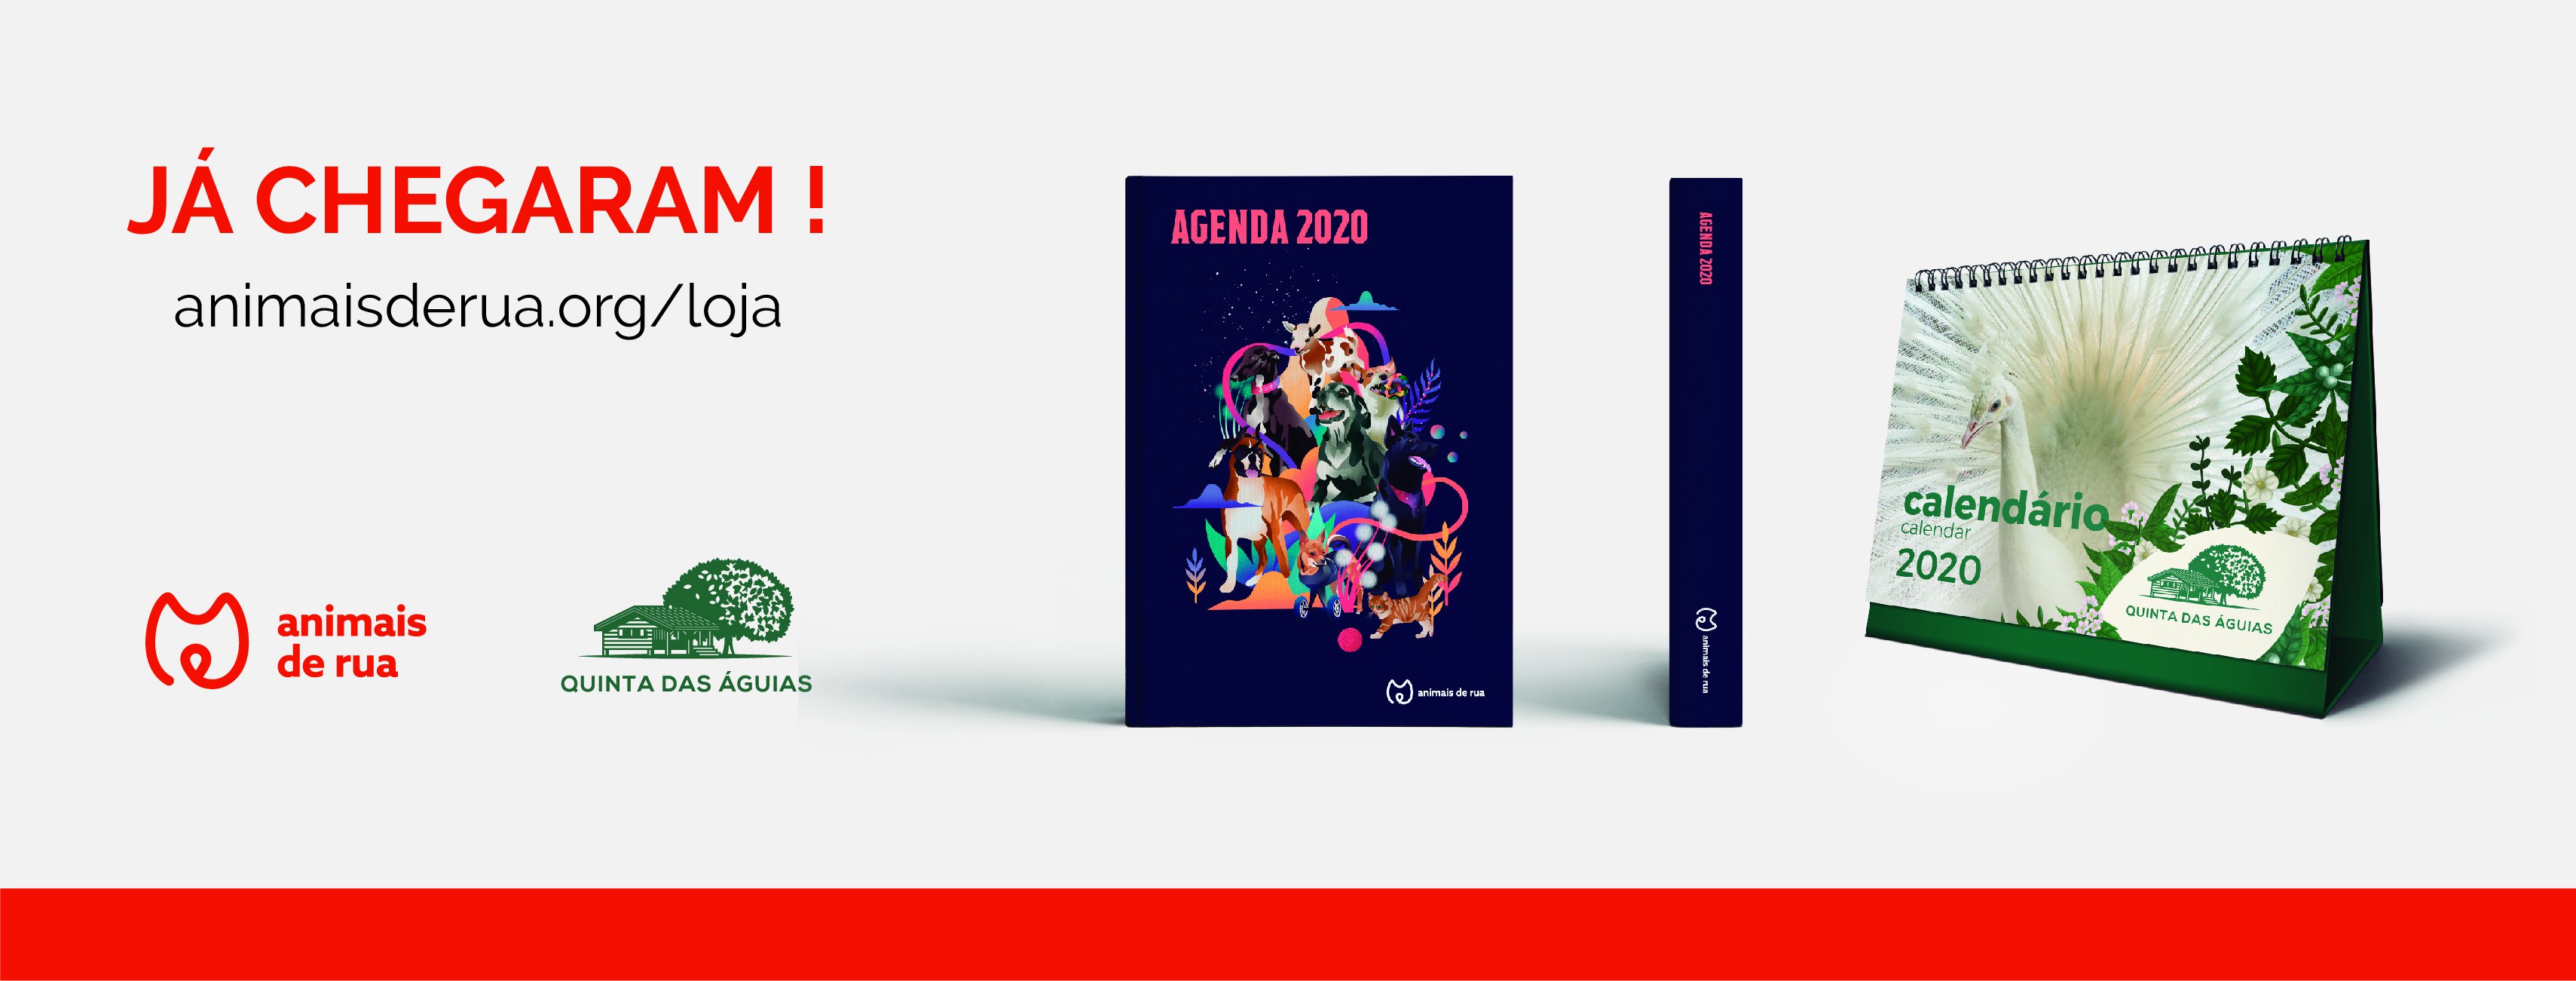 JÁ CHEGARAM !
animaisderua.org/loja
animais
de rua
QUINTA DAS ÁGUIAS
AGENDA 2020
animais de rua
AGENDA 2020
animais de rua
calendário
calendar
2020
QUINTA DAS ÁGUIAS